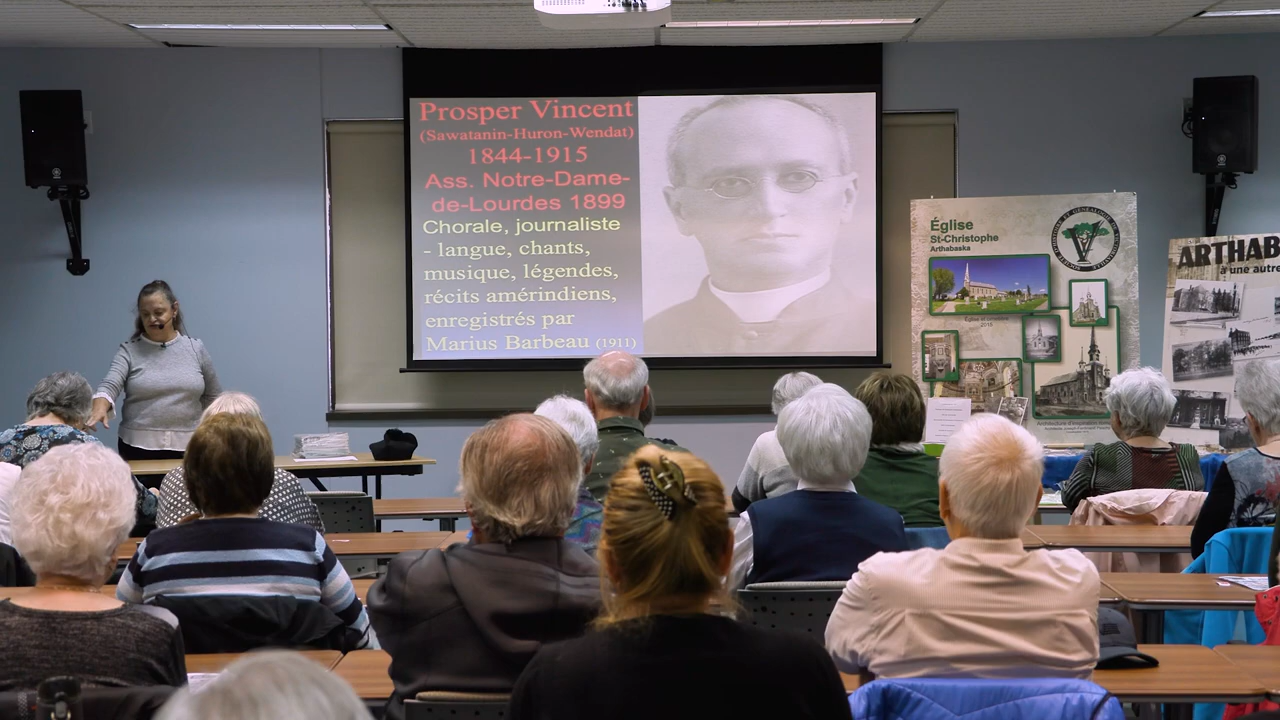 Prosper Vincent
(Sawatanin-Huron-Wendat)
1844-1915
Ass. Notre-Dame-
de-Lourdes 1899
Chorale, journaliste
- langue, chants,
musique, légendes,
récits amérindiens,
enregistrés par
Marius Barbeau (1911)
Église
St-Christophe
Arthabaska
ARTHAB
à une autre